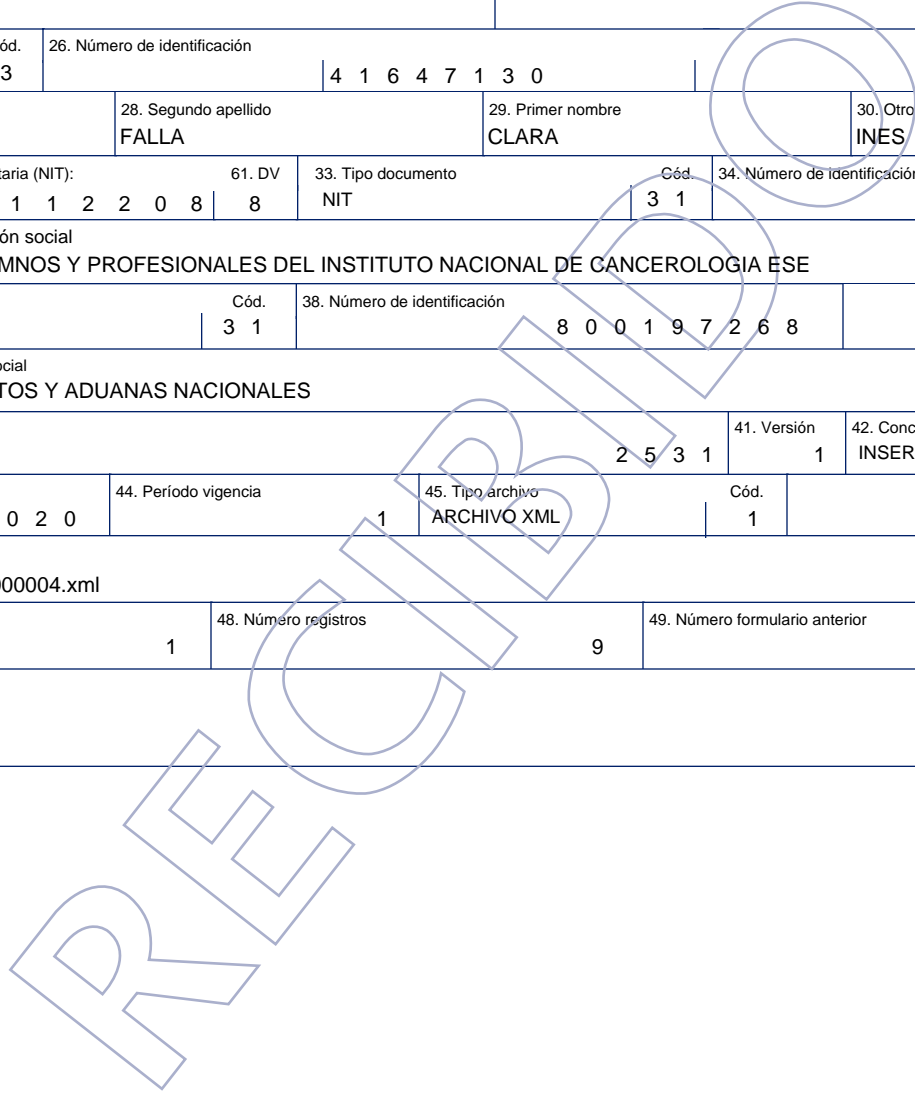 ód. 26. Número de identificación
3 4 1 6 4 7 1 3 0
28. Segundo apellido 29. Primer nombre 30. Otro
FALLA CLARA INES
taria (NIT): 61. DV 33. Tipo documento Cód. 34. Número de identificación
1 1 2 2 0 8 8 NIT 3 1
ón social
MNOS Y PROFESIONALES DEL INSTITUTO NACIONAL DE CANCEROLOGIA ESE
Cód. 38. Número de identificación
3 1 8 0 0 1 9 7 2 6 8
ocial
TOS Y ADUANAS NACIONALES
41. Versión 42. Conc
2 5 3 1 1 INSER
44. Período vigencia 45. Tipo archivo Cód.
0 2 0 1 ARCHIVO XML 1
000004.xml
48. Número registros 49. Número formulario anterior
1 9
RECIBIDO